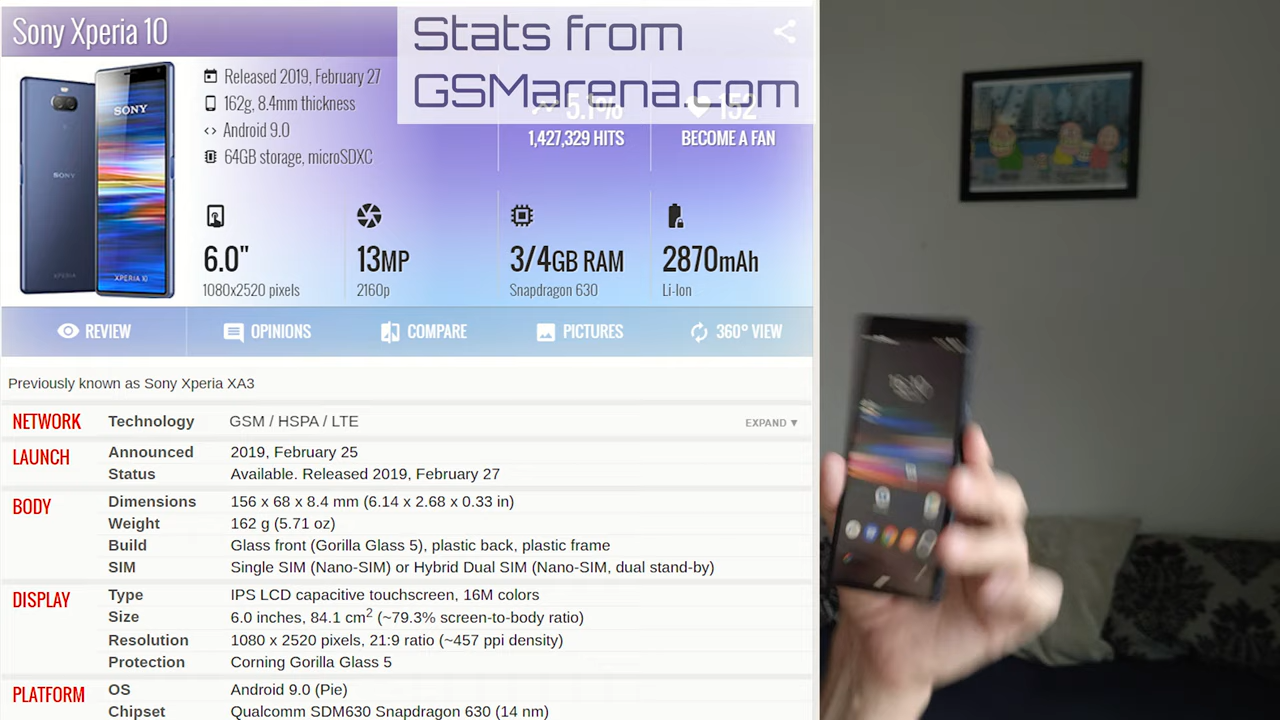 Sony Xperia 10
Stats from
GSMarena.com
Released 2019, February 27
162g, 8.4mm thickness
Android 9.0
64GB storage, microSDXC
5.1%
152
1,427,329 HITS
BECOME A FAN
SONY
SONY
XPERIA
XPERIA 10
6.0"
13MP
3/4GB RAM
2870mAh
1080x2520 pixels
2160p
Snapdragon 630
Li-Ion
REVIEW
OPINIONS
COMPARE
PICTURES
360° VIEW
Previously known as Sony Xperia XA3
NETWORK Technology GSM / HSPA / LTE EXPAND ▼
LAUNCH Announced 2019, February 25
Status Available. Released 2019, February 27
BODY Dimensions 156 x 68 x 8.4 mm (6.14 x 2.68 x 0.33 in)
Weight 162 g (5.71 oz)
Build Glass front (Gorilla Glass 5), plastic back, plastic frame
SIM Single SIM (Nano-SIM) or Hybrid Dual SIM (Nano-SIM, dual stand-by)
DISPLAY Type IPS LCD capacitive touchscreen, 16M colors
Size 6.0 inches, 84.1 cm² (~79.3% screen-to-body ratio)
Resolution 1080 x 2520 pixels, 21:9 ratio (~457 ppi density)
Protection Corning Gorilla Glass 5
PLATFORM OS Android 9.0 (Pie)
Chipset Qualcomm SDM630 Snapdragon 630 (14 nm)